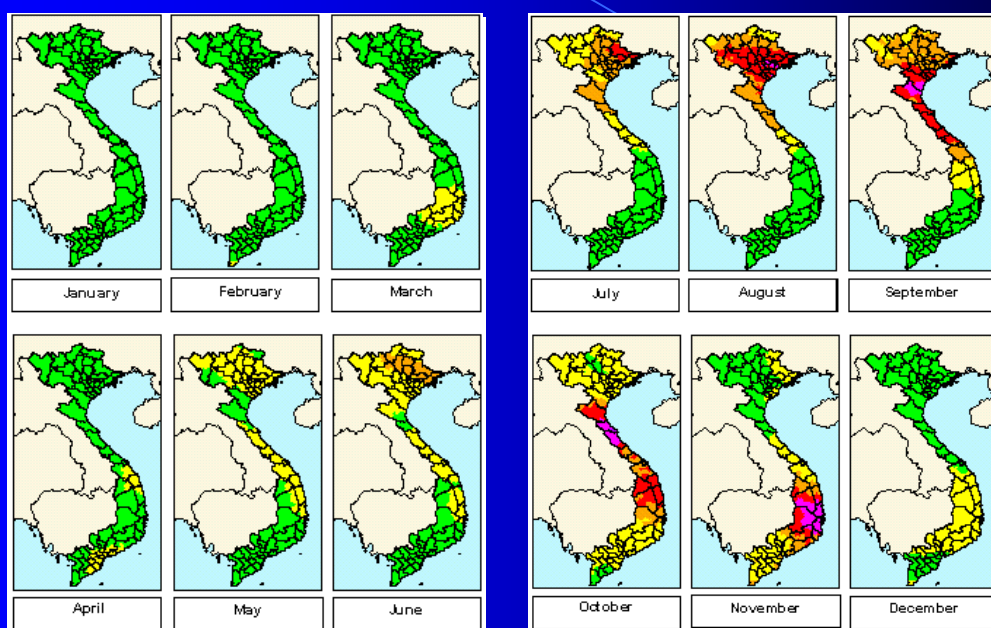 January
February
March
July
August
September
April
May
June
October
November
December